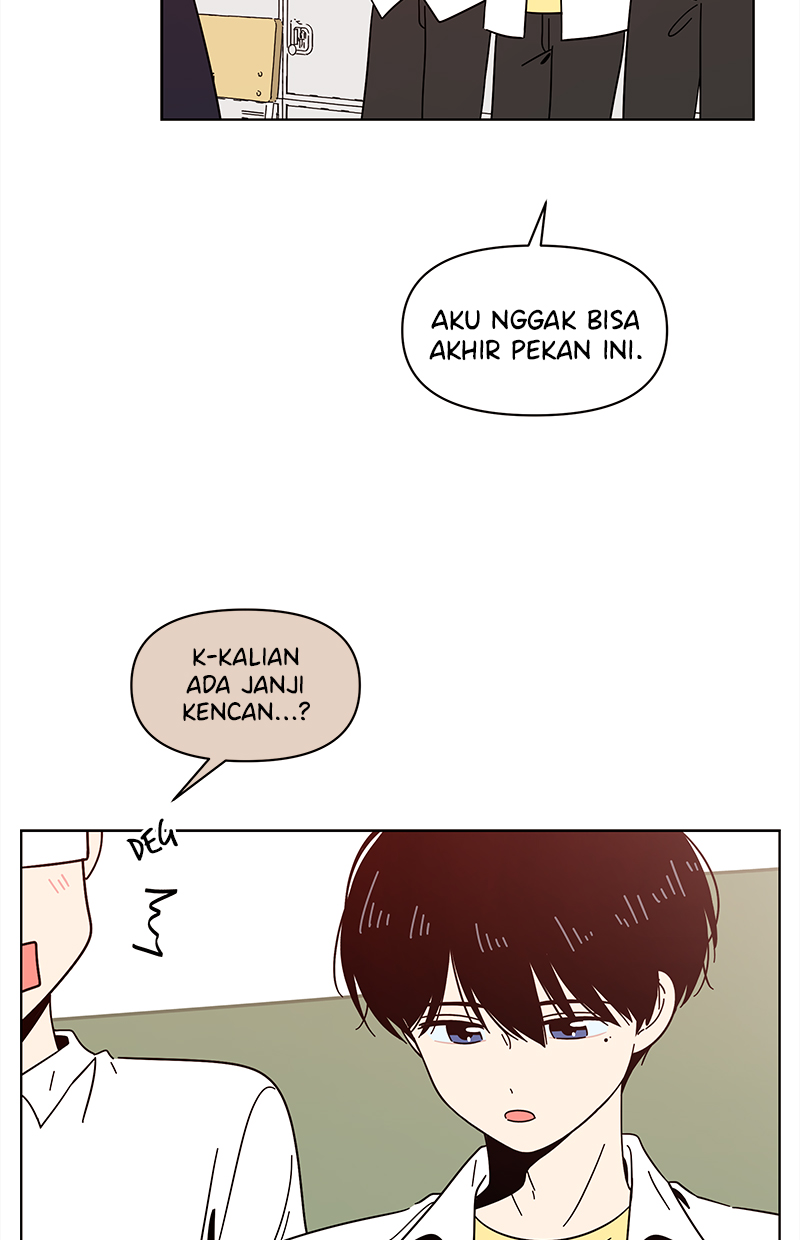 AKU NGGAK BISA
AKHIR PEKAN INI.
K-KALIAN
ADA JANJI
KENCAN...?
DEG